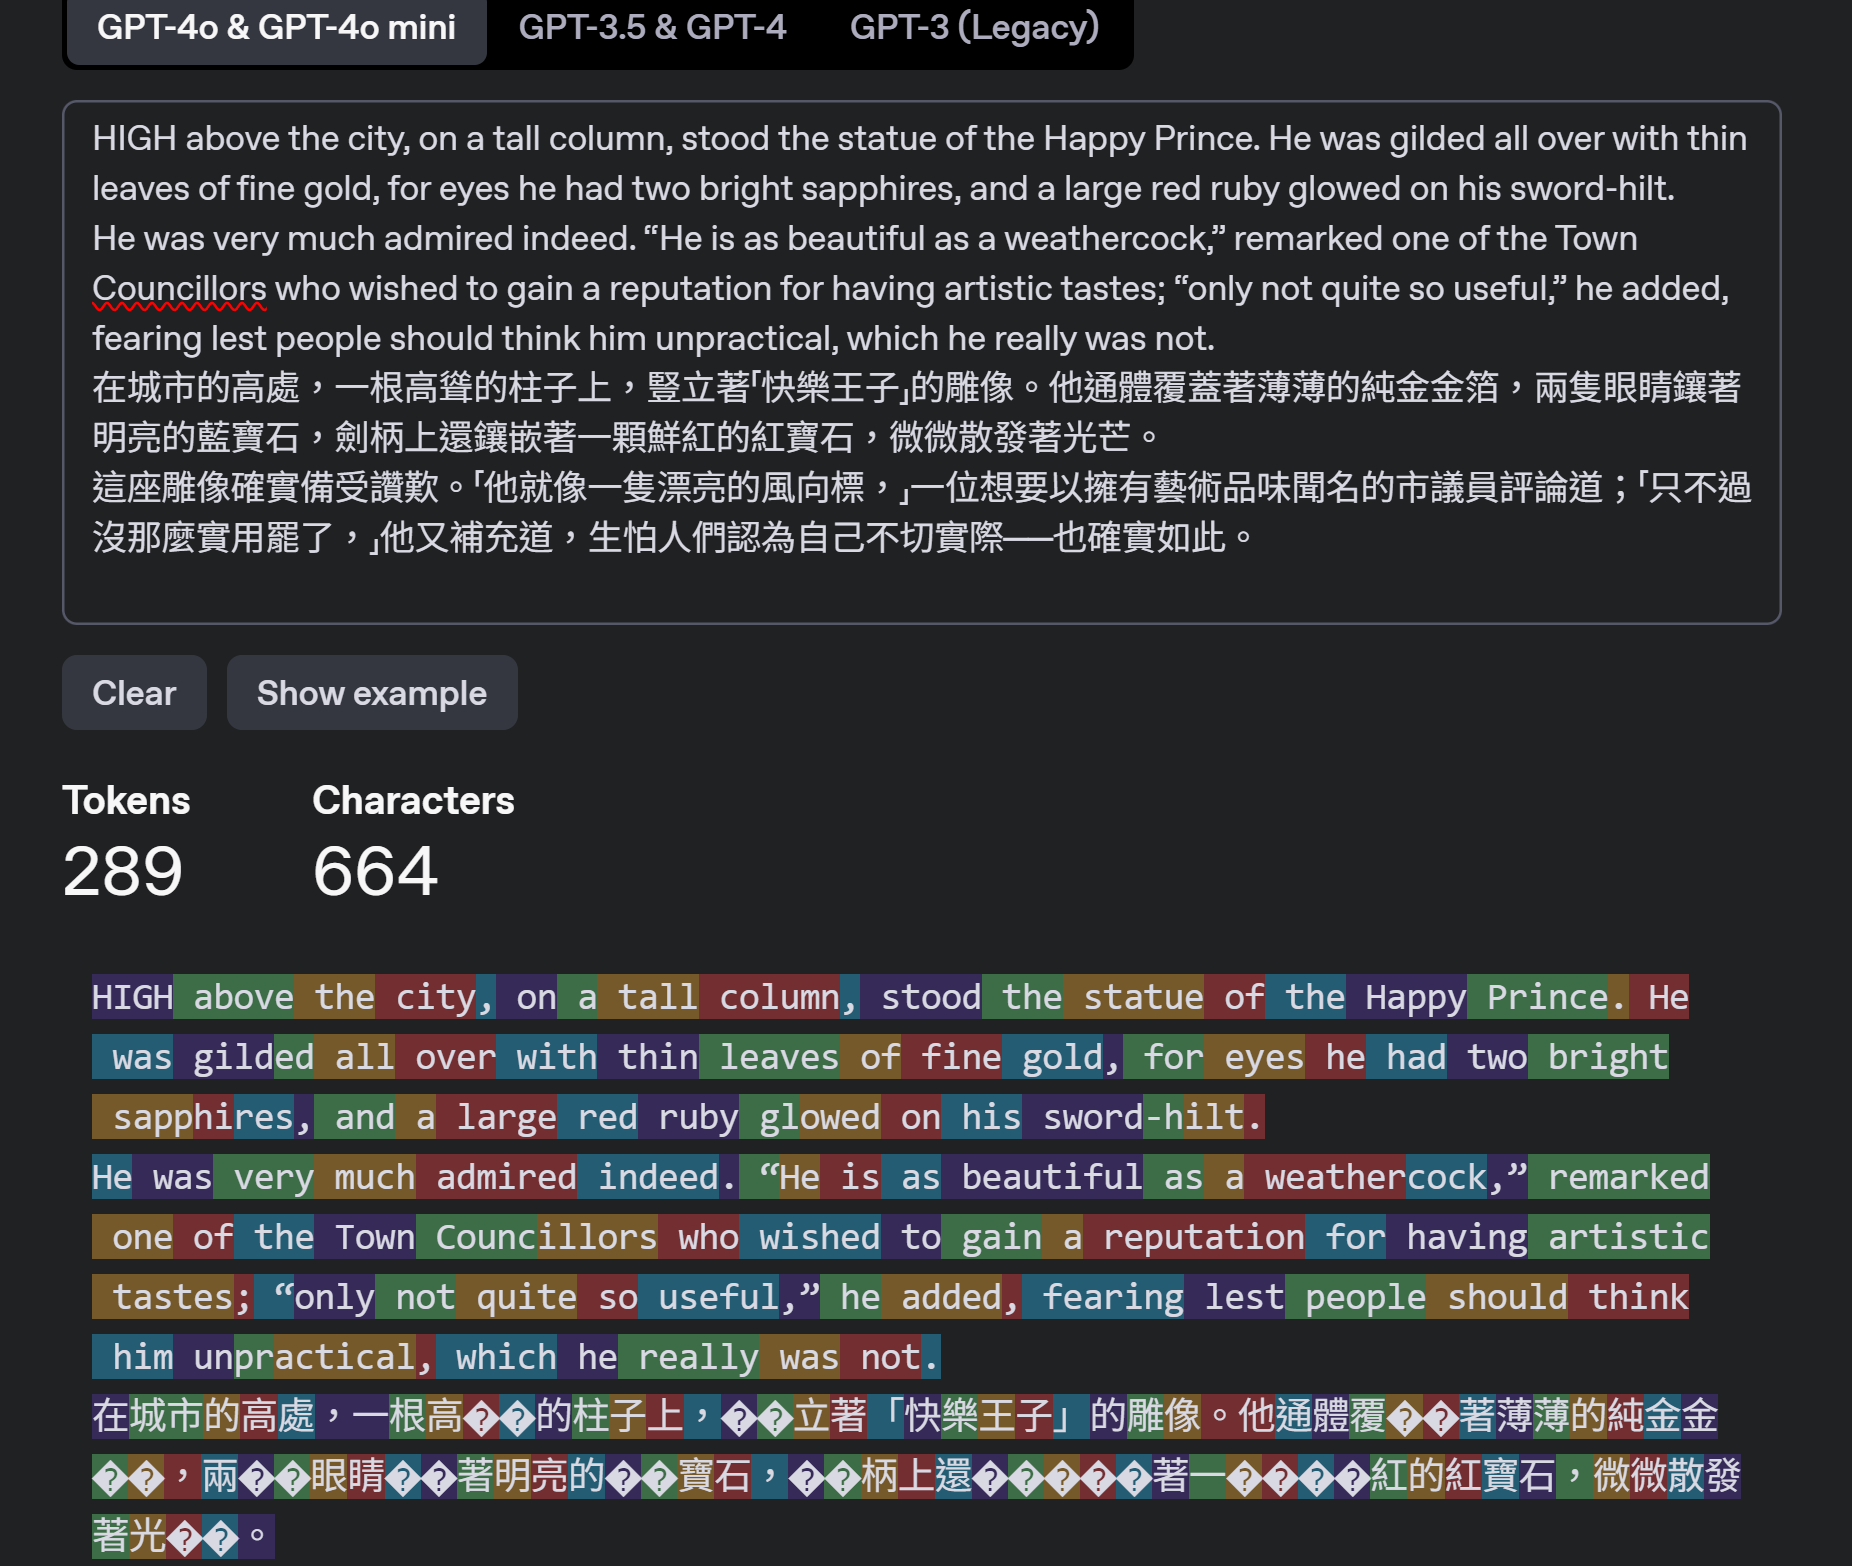 GPT-4o & GPT-4o mini GPT-3.5 & GPT-4 GPT-3 (Legacy)
HIGH above the city, on a tall column, stood the statue of the Happy Prince. He was gilded all over with thin
leaves of fine gold, for eyes he had two bright sapphires, and a large red ruby glowed on his sword-hilt.
He was very much admired indeed. “He is as beautiful as a weathercock,” remarked one of the Town
Councillors who wished to gain a reputation for having artistic tastes; “only not quite so useful,” he added,
fearing lest people should think him unpractical, which he really was not.
在城市的高處，一根高聳的柱子上，豎立著「快樂王子」的雕像。他通體覆蓋著薄薄的純金金箔，兩隻眼睛鑲著
明亮的藍寶石，劍柄上還鑲嵌著一顆鮮紅的紅寶石，微微散發著光芒。
這座雕像確實備受讚歎。「他就像一隻漂亮的風向標，」一位想要以擁有藝術品味聞名的市議員評論道；「只不過
沒那麼實用罷了，」他又補充道，生怕人們認為自己不切實際──也確實如此。
Clear Show example
Tokens Characters
289 664
HIGH above the city, on a tall column, stood the statue of the Happy Prince. He
was gilded all over with thin leaves of fine gold, for eyes he had two bright
sapphires, and a large red ruby glowed on his sword-hilt.
He was very much admired indeed. “He is as beautiful as a weathercock,” remarked
one of the Town Councillors who wished to gain a reputation for having artistic
tastes; “only not quite so useful,” he added, fearing lest people should think
him unpractical, which he really was not.
在城市的高處，一根高��的柱子上，��立著「快樂王子」的雕像。他通體覆��著薄薄的純金金
��，兩��眼睛��著明亮的��寶石，��柄上還�����著一����紅的紅寶石，微微散發
著光��。